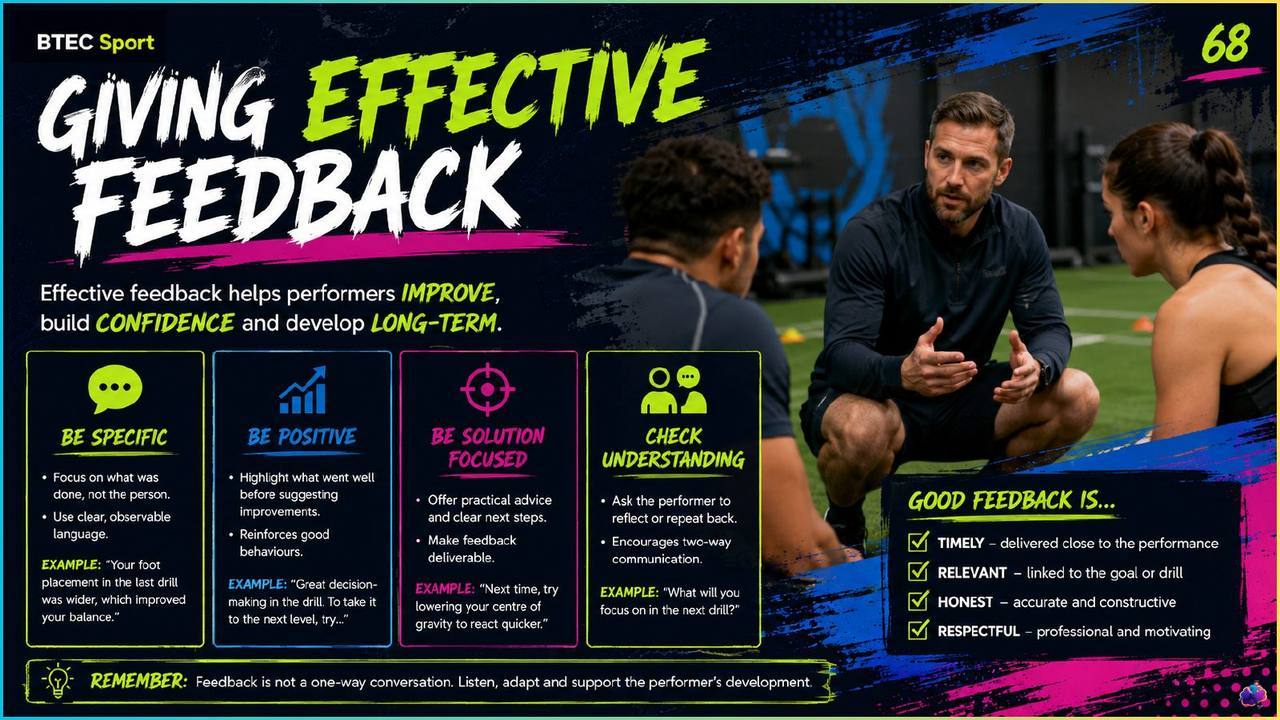 BTEC Sport
68
GIVING EFFECTIVE
FEEDBACK
Effective feedback helps performers IMPROVE,
build CONFIDENCE and develop LONG-TERM.
BE SPECIFIC
• Focus on what was
done, not the person.
• Use clear, observable
language.
EXAMPLE: "Your foot
placement in the last drill
was wider, which improved
your balance."
BE POSITIVE
• Highlight what went well
before suggesting
improvements.
• Reinforces good
behaviours.
EXAMPLE: "Great decision-
making in the drill. To take it
to the next level, try..."
BE SOLUTION
FOCUSED
• Offer practical advice
and clear next steps.
• Make feedback
deliverable.
EXAMPLE: "Next time, try
lowering your centre of
gravity to react quicker."
CHECK
UNDERSTANDING
• Ask the performer to
reflect or repeat back.
• Encourages two-way
communication.
EXAMPLE: "What will you
focus on in the next drill?"
GOOD FEEDBACK IS...
TIMELY – delivered close to the performance
RELEVANT – linked to the goal or drill
HONEST – accurate and constructive
RESPECTFUL – professional and motivating
REMEMBER: Feedback is not a one-way conversation. Listen, adapt and support the performer's development.